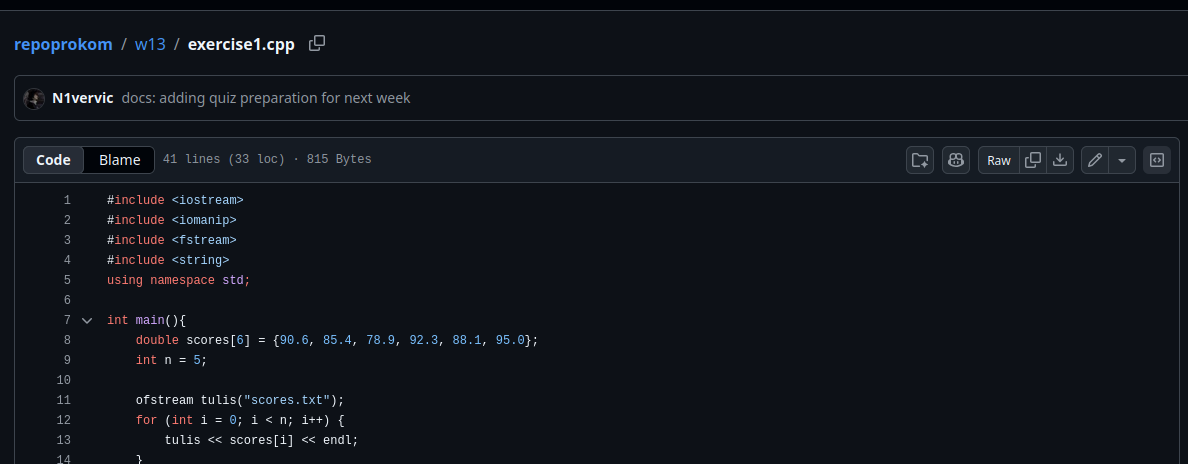 repoprokom / w13 / exercise1.cpp
N1vervic docs: adding quiz preparation for next week
Code Blame 41 lines (33 loc) · 815 Bytes Raw
1 #include <iostream>
2 #include <iomanip>
3 #include <fstream>
4 #include <string>
5 using namespace std;
6
7 int main(){
8     double scores[6] = {90.6, 85.4, 78.9, 92.3, 88.1, 95.0};
9     int n = 5;
10
11     ofstream tulis("scores.txt");
12     for (int i = 0; i < n; i++) {
13         tulis << scores[i] << endl;
14     }